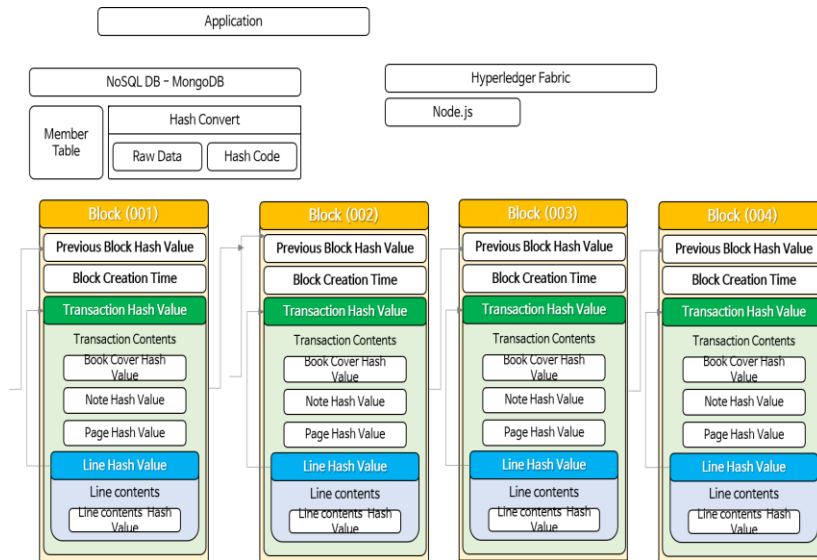 Application
NoSQL DB – MongoDB
Hyperledger Fabric
Member
Table
Hash Convert
Raw Data
Hash Code
Node.js
Block (001)
Previous Block Hash Value
Block Creation Time
Transaction Hash Value
Transaction Contents
Book Cover Hash
Value
Note Hash Value
Page Hash Value
Line Hash Value
Line contents
Line contents Hash
Value
Block (002)
Previous Block Hash Value
Block Creation Time
Transaction Hash Value
Transaction Contents
Book Cover Hash
Value
Note Hash Value
Page Hash Value
Line Hash Value
Line contents
Line contents Hash
Value
Block (003)
Previous Block Hash Value
Block Creation Time
Transaction Hash Value
Transaction Contents
Book Cover Hash
Value
Note Hash Value
Page Hash Value
Line Hash Value
Line contents
Line contents Hash
Value
Block (004)
Previous Block Hash Value
Block Creation Time
Transaction Hash Value
Transaction Contents
Book Cover Hash
Value
Note Hash Value
Page Hash Value
Line Hash Value
Line contents
Line contents Hash
Value